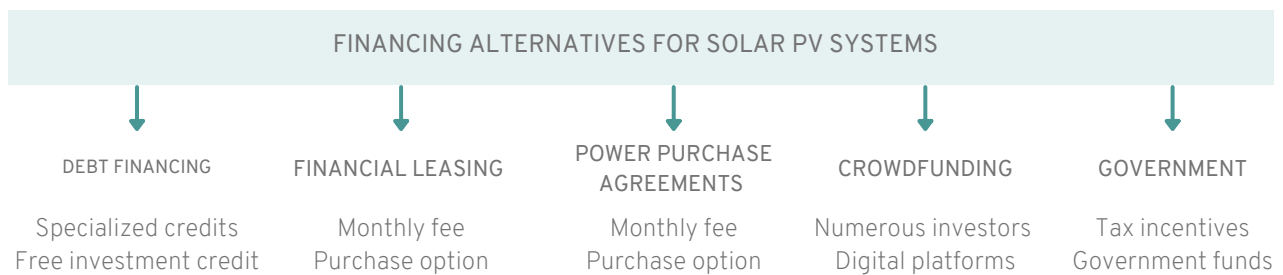 FINANCING ALTERNATIVES FOR SOLAR PV SYSTEMS
DEBT FINANCING
Specialized credits
Free investment credit
FINANCIAL LEASING
Monthly fee
Purchase option
POWER PURCHASE
AGREEMENTS
Monthly fee
Purchase option
CROWDFUNDING
Numerous investors
Digital platforms
GOVERNMENT
Tax incentives
Government funds